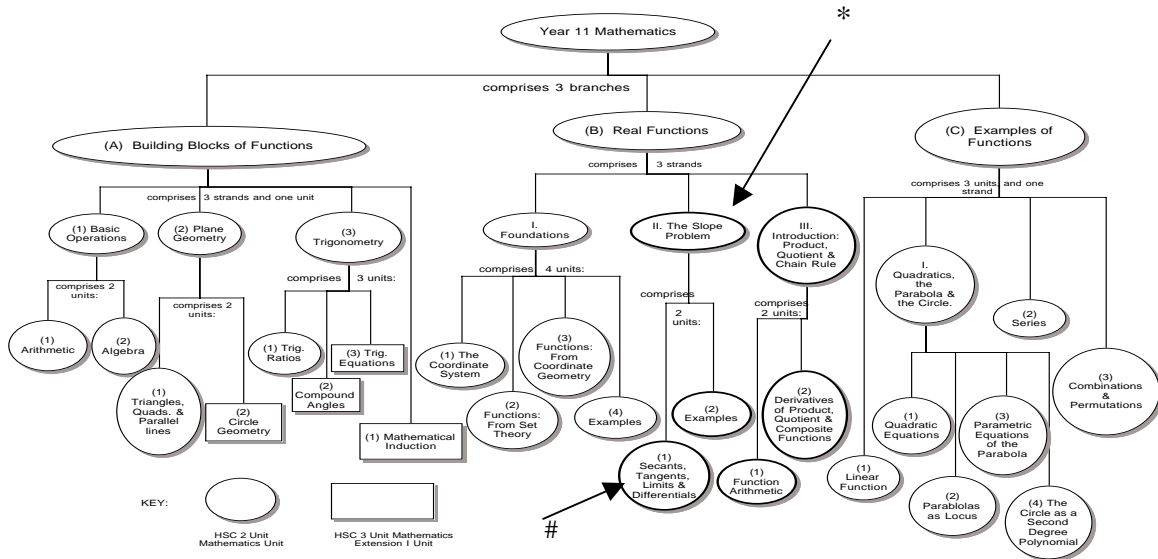 *
Year 11 Mathematics
comprises 3 branches
(A) Building Blocks of Functions
(B) Real Functions
(C) Examples of
Functions
comprises 3 strands and one unit
comprises 3 strands
comprises 3 units, and one
strand
(1) Basic
Operations
(2) Plane
Geometry
(3)
Trigonometry
I.
Foundations
II. The Slope
Problem
III.
Introduction:
Product,
Quotient &
Chain Rule
I.
Quadratics,
the
Parabola &
the Circle.
(2)
Series
(3)
Combinations
&
Permutations
comprises 2
units:
comprises 2
units:
comprises 3 units:
comprises 4 units:
comprises
2
units:
comprises
2 units:
(1)
Arithmetic
(2)
Algebra
(1)
Triangles,
Quads. &
Parallel
lines
(2)
Circle
Geometry
(1) Trig.
Ratios
(2)
Compound
Angles
(3) Trig.
Equations
(1) Mathematical
Induction
(1) The
Coordinate
System
(2)
Functions:
From Set
Theory
(3)
Functions:
From
Coordinate
Geometry
(4)
Examples
(1)
Secants,
Tangents,
Limits &
Differentials
(2)
Examples
(1)
Function
Arithmetic
(2)
Derivatives
of Product,
Quotient &
Composite
Functions
(1)
Linear
Function
(1)
Quadratic
Equations
(2)
Parablolas
as Locus
(3)
Parametric
Equations
of the
Parabola
(4) The
Circle as a
Second
Degree
Polynomial
#
KEY:
HSC 2 Unit
Mathematics Unit
HSC 3 Unit Mathematics
Extension I Unit